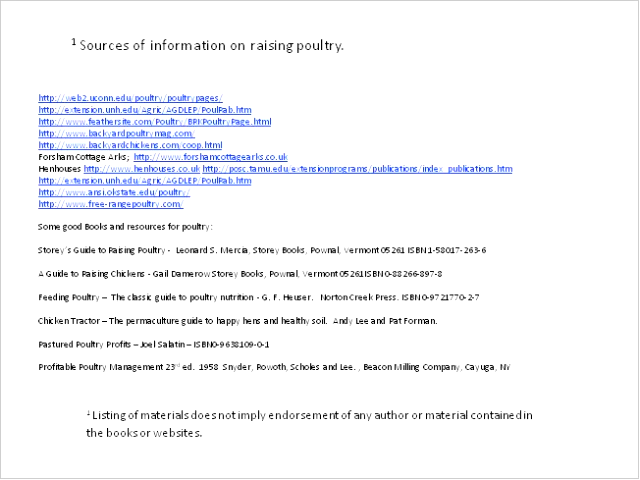 ¹ Sources of information on raising poultry.
http://web2.uconn.edu/poultry/poultrypages/
http://extension.unh.edu/Agric/AGDLEP/PoulRab.htm
http://www.feathersite.com/Poultry/BRKPoultryPage.html
http://www.backyardpoultrymag.com/
http://www.backyardchickens.com/coop.html
Forsham Cottage Arks; http://www.forshamcottagearks.co.uk
Henhouses http://www.henhouses.co.uk http://posc.tamu.edu/extensionprograms/publications/index_publications.htm
http://extension.unh.edu/Agric/AGDLEP/PoulRab.htm
http://www.ansi.okstate.edu/poultry/
http://www.free-rangepoultry.com/
Some good Books and resources for poultry:
Storey's Guide to Raising Poultry - Leonard S. Mercia, Storey Books, Pownal, Vermont 05261 ISBN 1-58017-263-6
A Guide to Raising Chickens - Gail Damerow Storey Books, Pownal, Vermont 05261 ISBN 0-88266-897-8
Feeding Poultry – The classic guide to poultry nutrition - G. F. Heuser. Norton Creek Press. ISBN 0-9721770-2-7
Chicken Tractor – The permaculture guide to happy hens and healthy soil. Andy Lee and Pat Forman.
Pastured Poultry Profits – Joel Salatin – ISBN 0-9638109-0-1
Profitable Poultry Management 23rd ed. 1958 Snyder, Rowoth, Scholes and Lee. , Beacon Milling Company, Cayuga, NY
¹ Listing of materials does not imply endorsement of any author or material contained in
the books or websites.